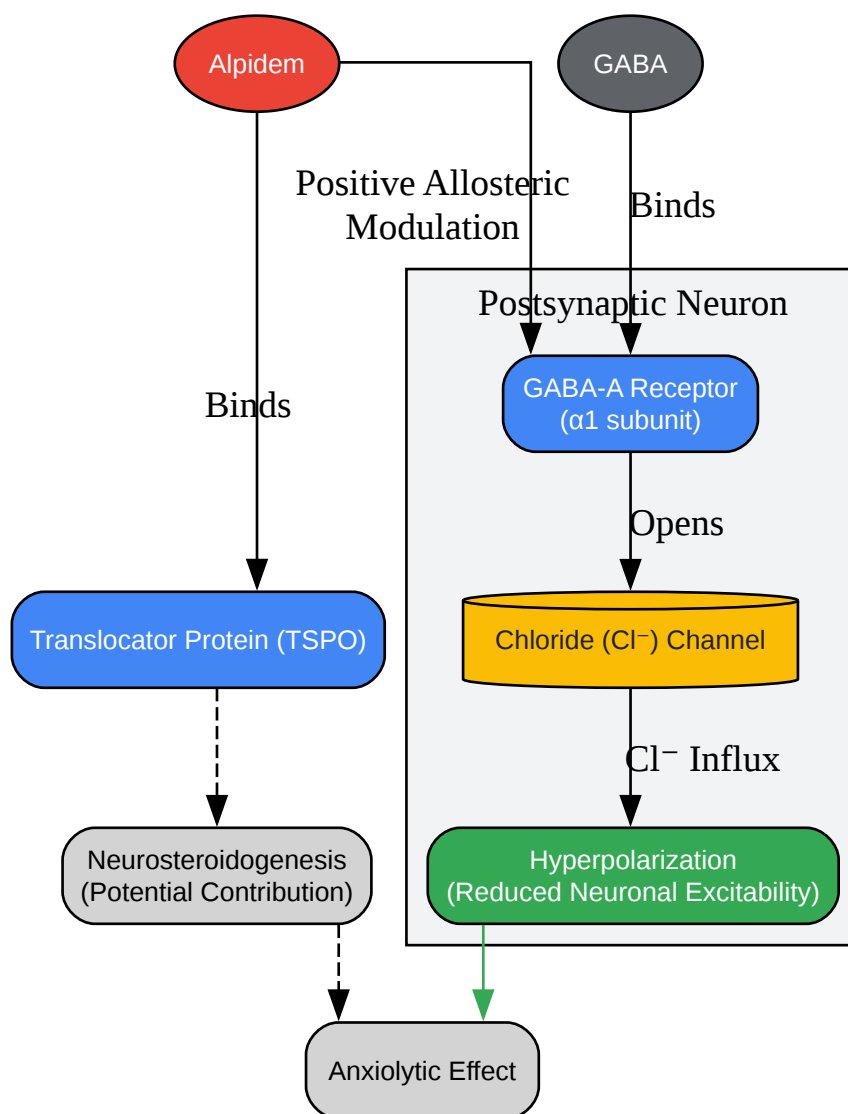 Alpidem
GABA
Positive Allosteric
Modulation
Binds
Postsynaptic Neuron
GABA-A Receptor
(α1 subunit)
Binds
Opens
Translocator Protein (TSPO)
Chloride (Cl⁻) Channel
Cl⁻ Influx
Neurosteroidogenesis
(Potential Contribution)
Hyperpolarization
(Reduced Neuronal Excitability)
Anxiolytic Effect